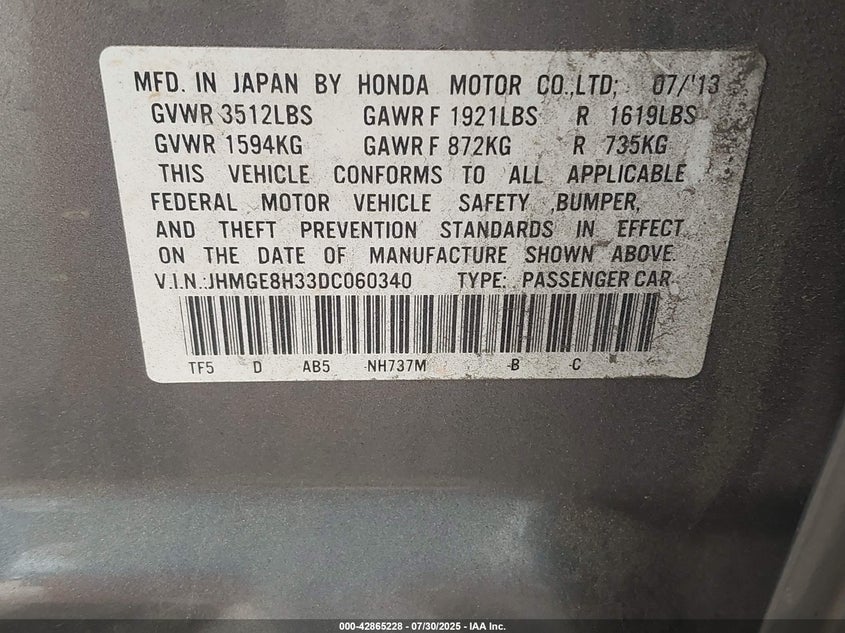 MFD. IN JAPAN BY HONDA MOTOR CO.,LTD; 07/'13
GVWR 3512LBS GAWR F 1921LBS R 1619LBS
GVWR 1594KG GAWR F 872KG R 735KG
THIS VEHICLE CONFORMS TO ALL APPLICABLE
FEDERAL MOTOR VEHICLE SAFETY ,BUMPER,
AND THEFT PREVENTION STANDARDS IN EFFECT
ON THE DATE OF MANUFACTURE SHOWN ABOVE.
V.I.N.:JHMGE8H33DC060340 TYPE: PASSENGER CAR
TF5 D AB5 -NH737M -B -C
000-42865228 - 07/30/2025 - IAA Inc.